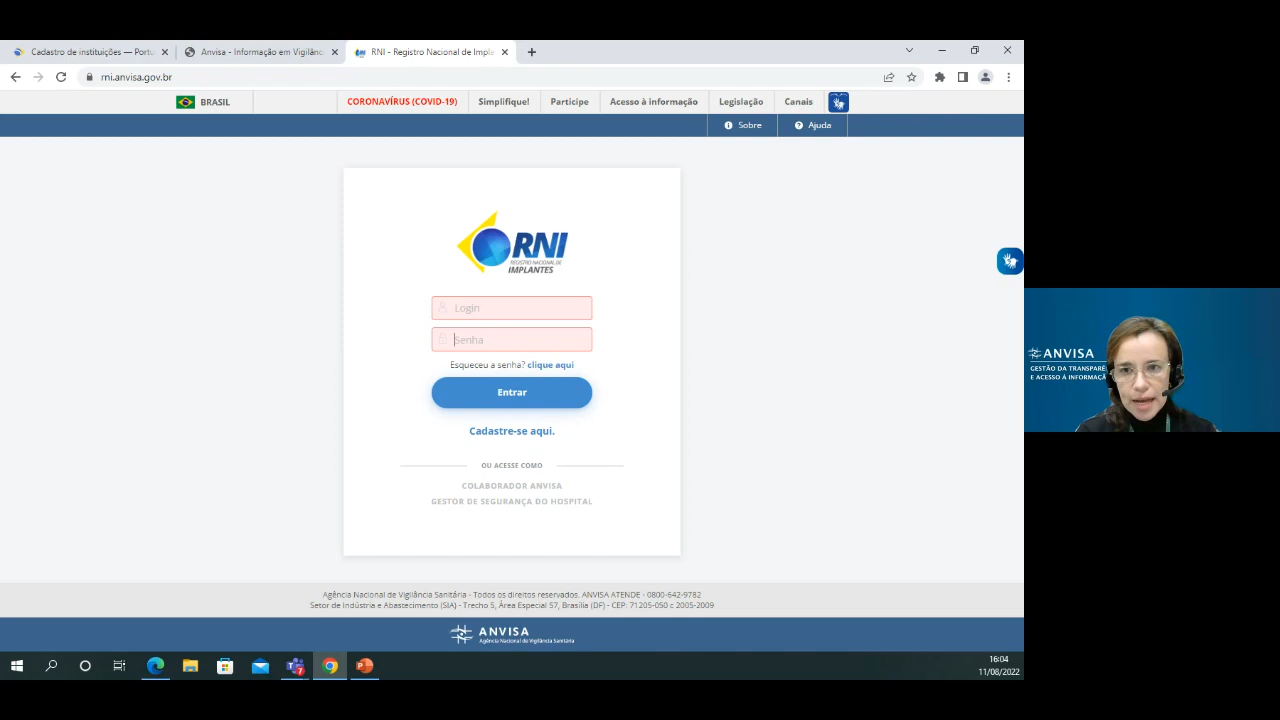 Cadastro de instituições — Portu
Anvisa - Informação em Vigilânc
RNI - Registro Nacional de Impla
rni.anvisa.gov.br
BRASIL
CORONAVÍRUS (COVID-19)
Simplifique!
Participe
Acesso à informação
Legislação
Canais
Sobre
Ajuda
RNI
REGISTRO NACIONAL DE
IMPLANTES
Login
Senha
Esqueceu a senha? clique aqui
Entrar
Cadastre-se aqui.
OU ACESSE COMO
COLABORADOR ANVISA
GESTOR DE SEGURANÇA DO HOSPITAL
ANVISA
GESTÃO DA TRANSPARÊ
E ACESSO À INFORMAÇÃ
Agência Nacional de Vigilância Sanitária - Todos os direitos reservados. ANVISA ATENDE - 0800-642-9782
Setor de Indústria e Abastecimento (SIA) - Trecho 5, Área Especial 57, Brasília (DF) - CEP: 71205-050 c 2005-2009
ANVISA
Agência Nacional de Vigilância Sanitária
7
16:04
11/08/2022